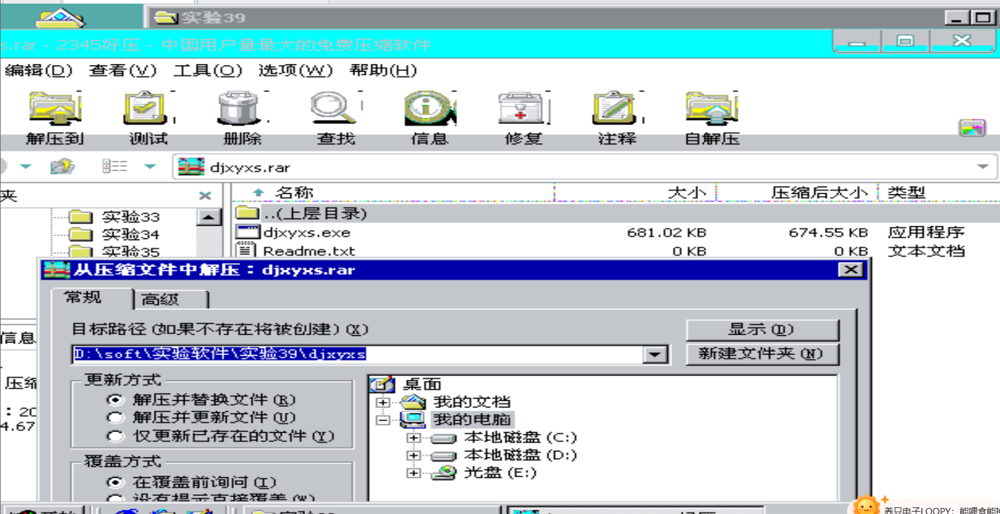 实验39
s.rar - 2345好压 - 中国用户量最大的免费压缩软件
编辑(D) 查看(V) 工具(O) 选项(W) 帮助(H)
解压到 测试 删除 查找 信息 修复 注释 自解压
djxyxs.rar
夹 名称 大小 压缩后大小 类型
实验33 ..(上层目录)
实验34 djxyxs.exe 681.02 KB 674.55 KB 应用程序
实验35 Readme.txt 0 KB 0 KB 文本文档
从压缩文件中解压：djxyxs.rar
常规 高级
目标路径(如果不存在将被创建)(X) 显示(D)
信息
D:\soft\实验软件\实验39\djxyxs 新建文件夹(N)
更新方式 桌面
压缩
解压并替换文件(R) 我的文档
：20
解压并更新文件(U) 我的电脑
4.67
仅更新已存在的文件(Y) 本地磁盘 (C:)
本地磁盘 (D:)
覆盖方式 光盘 (E:)
在覆盖前询问(I)
没有提示直接覆盖(W)
养只电子LOOPY：能喂食能